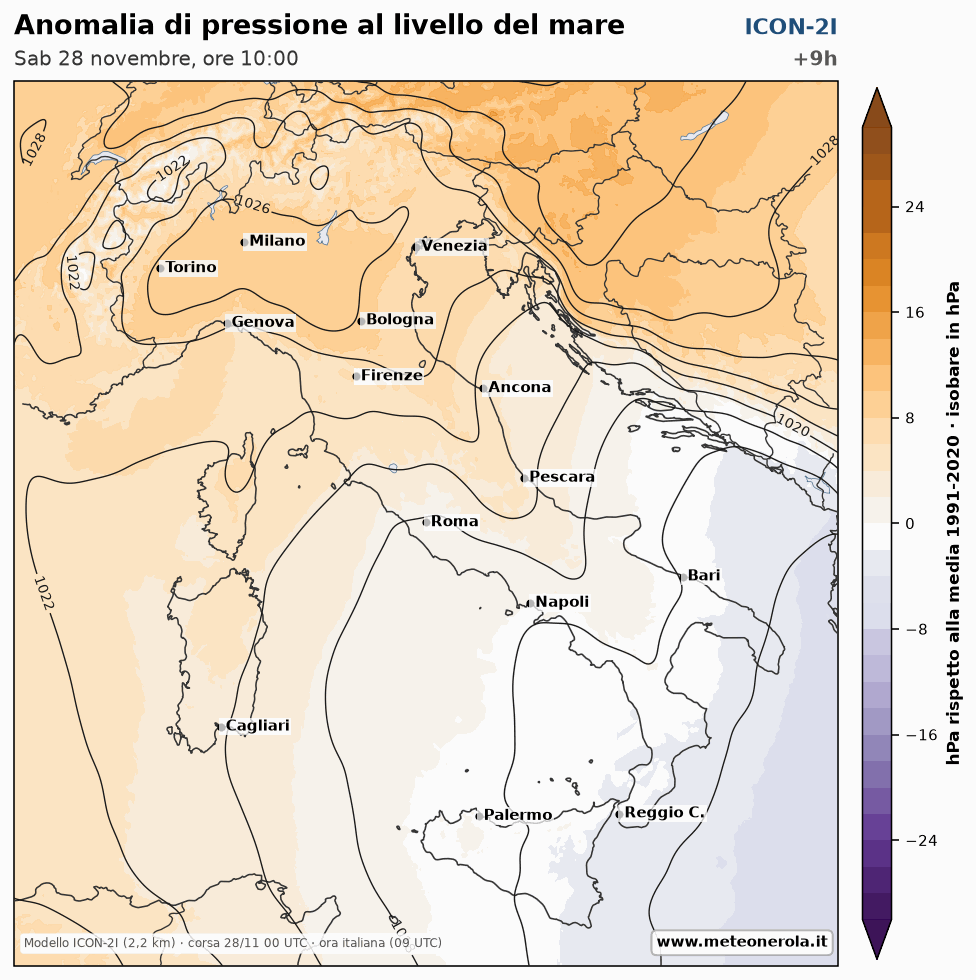 Anomalia di pressione al livello del mare
ICON-2I
Sab 28 novembre, ore 10:00
+9h
1028
1022
1028
1026
Milano
Venezia
Torino
1022
Genova
Bologna
Firenze
Ancona
1020
Pescara
Roma
Bari
1022
Napoli
Cagliari
Palermo
Reggio C.
24
16
8
0
−8
−16
−24
hPa rispetto alla media 1991-2020 · isobare in hPa
Modello ICON-2I (2,2 km) · corsa 28/11 00 UTC · ora italiana (09 UTC)
www.meteonerola.it